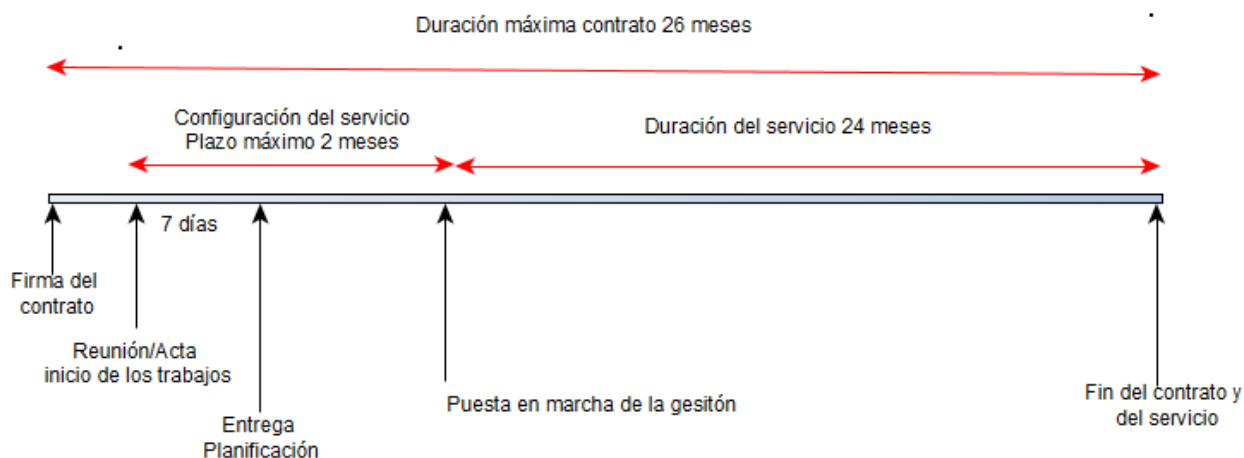 Duración máxima contrato 26 meses
Configuración del servicio
Plazo máximo 2 meses
Duración del servicio 24 meses
7 días
Firma del
contrato
Reunión/Acta
inicio de los trabajos
Entrega
Planificación
Puesta en marcha de la gesitón
Fin del contrato y
del servicio